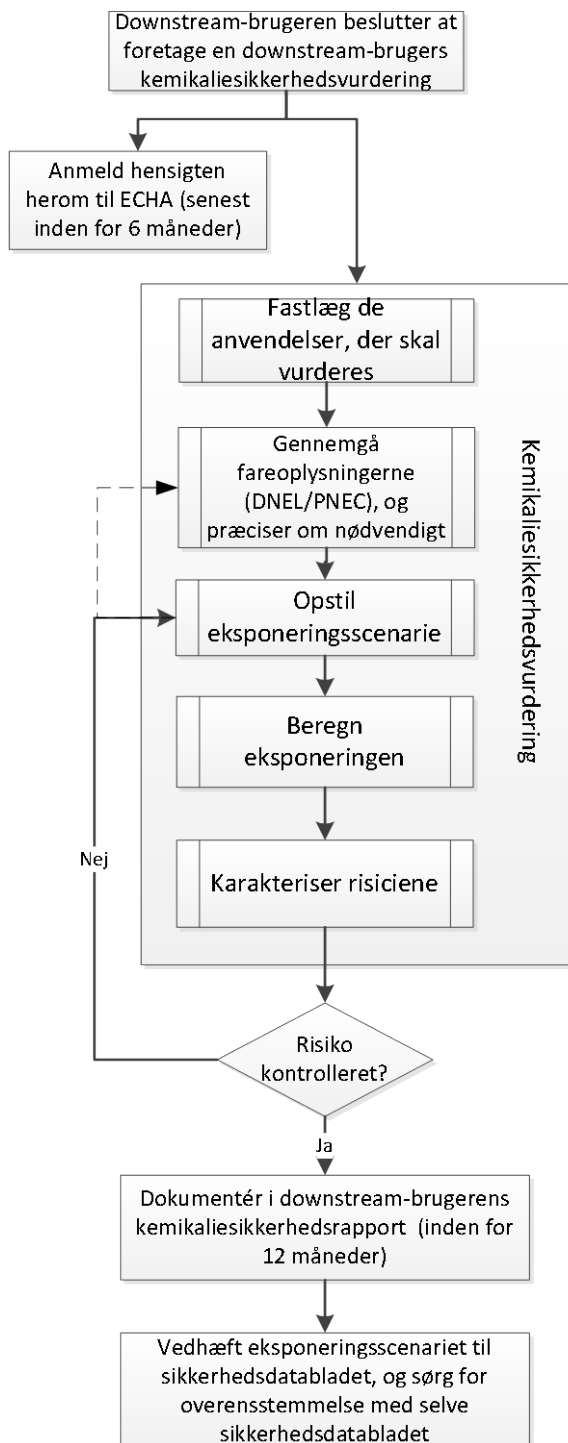 Downstream-brugeren beslutter at
foretage en downstream-brugers
kemikaliesikkerhedsvurdering
Anmeld hensigten
herom til ECHA (senest
inden for 6 måneder)
Fastlæg de
anvendelser, der skal
vurderes
Gennemgå
fareoplysningerne
(DNEL/PNEC), og
præciser om nødvendigt
Opstil
eksponeringsscenarie
Beregn
eksponeringen
Karakteriser risiciene
Kemikaliesikkerhedsvurdering
Nej
Risiko
kontrolleret?
Ja
Dokumentér i downstream-brugerens
kemikaliesikkerhedsrapport (inden for
12 måneder)
Vedhæft eksponeringsscenariet til
sikkerhedsdatabladet, og sørg for
overensstemmelse med selve
sikkerhedsdatabladet